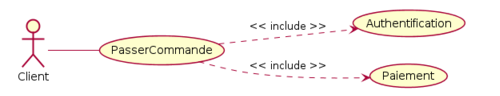 << include >>
Authentification
PasserCommande
Client
<< include >>
Paiement